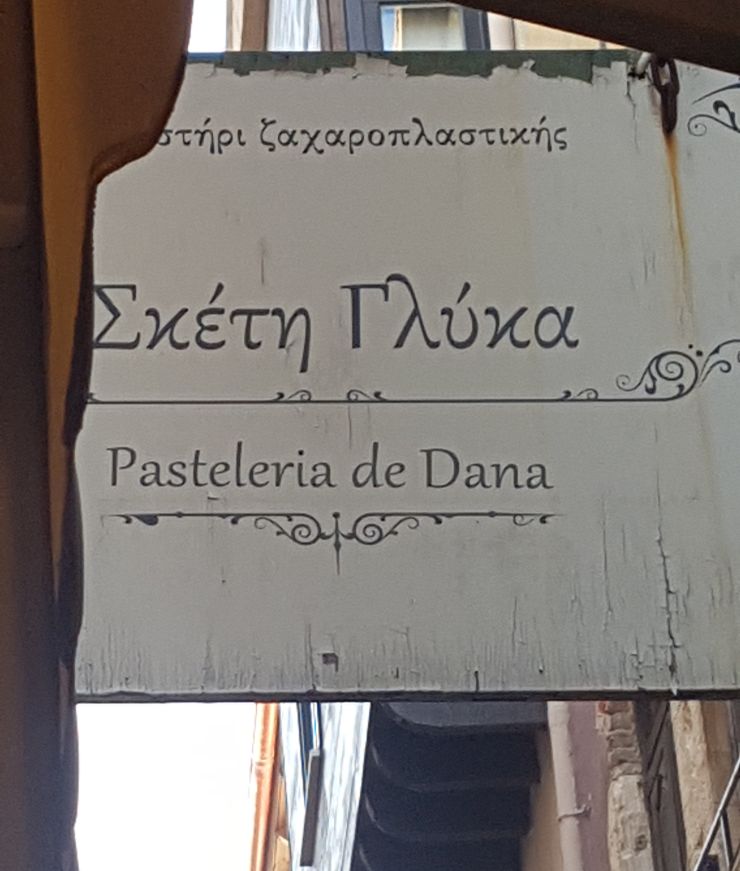 ζαχαροπλαστικής
Σκέτη Γλύκα
Pasteleria de Dana